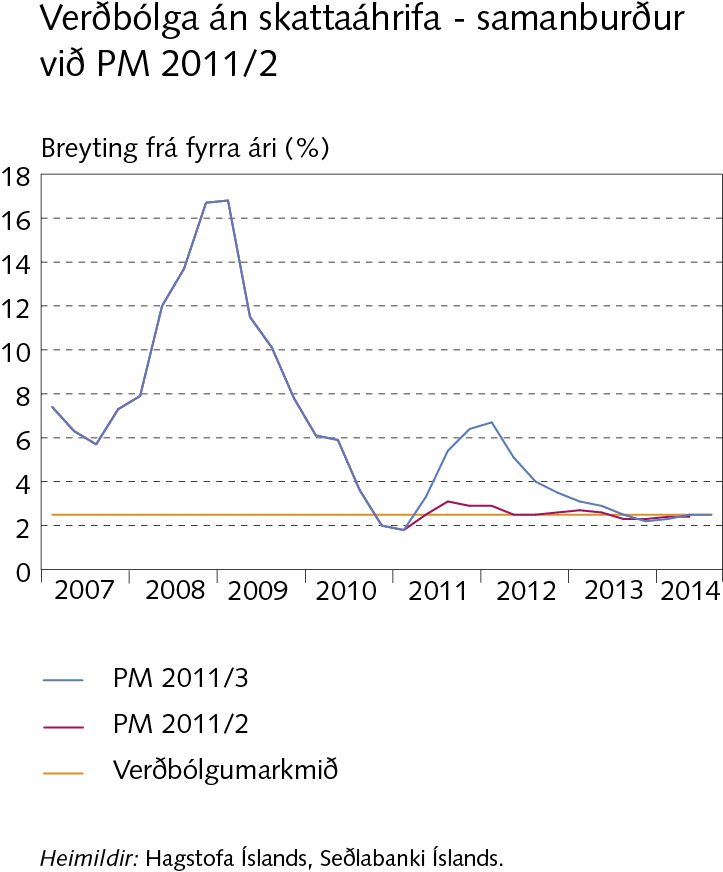 Verðbólga án skattaáhrifa - samanburður
við PM 2011/2
Breyting frá fyrra ári (%)
18
16
14
12
10
8
6
4
2
0
2007 2008 2009 2010 2011 2012 2013 2014
PM 2011/3
PM 2011/2
Verðbólgumarkmið
Heimildir: Hagstofa Íslands, Seðlabanki Íslands.